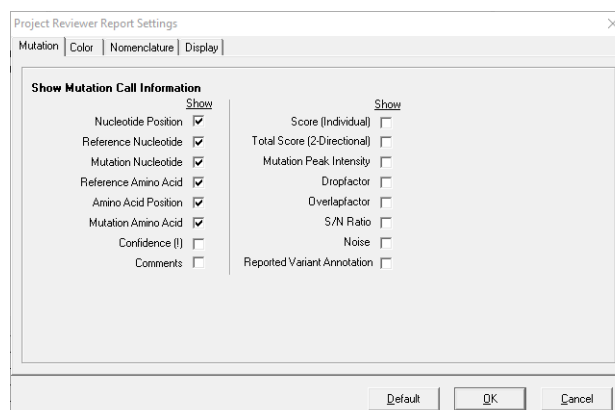 Project Reviewer Report Settings
Mutation Color Nomenclature Display
Show Mutation Call Information
Show
Nucleotide Position
Reference Nucleotide
Mutation Nucleotide
Reference Amino Acid
Amino Acid Position
Mutation Amino Acid
Confidence (!)
Comments
Show
Score (Individual)
Total Score (2-Directional)
Mutation Peak Intensity
Dropfactor
Overlapfactor
S/N Ratio
Noise
Reported Variant Annotation
Default OK Cancel